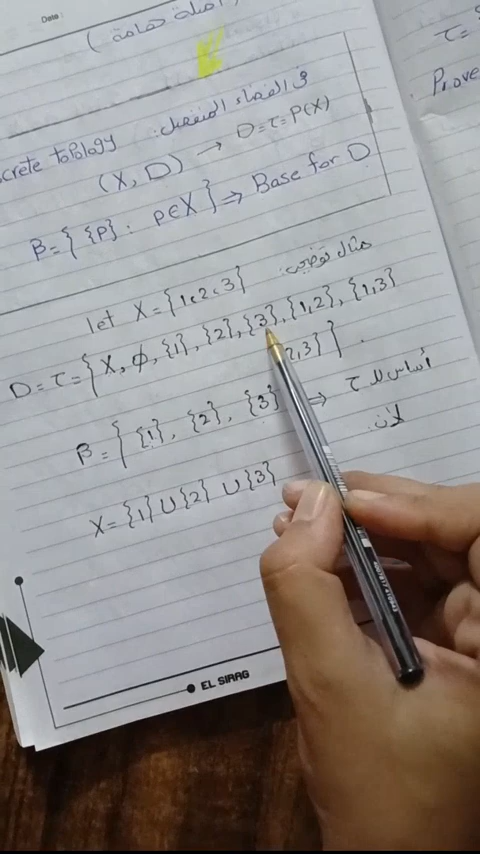 Date :
( أمثلة هامة )
τ =
Prove
screte topology في الفضاء المنفصل:
(X, D) → D = τ = P(X)
β = { {P} : P ∈ X } ⇒ Base for D
مثال توضيحي:
let X = {1, 2, 3}
D = τ = { X, φ, {1}, {2}, {3}, {1,2}, {1,3}
2,3} } .
β = { {1}, {2}, {3} ⇒ أساس لـ τ
لأن:
X = {1} ∪ {2} ∪ {3}
EL SIRAG